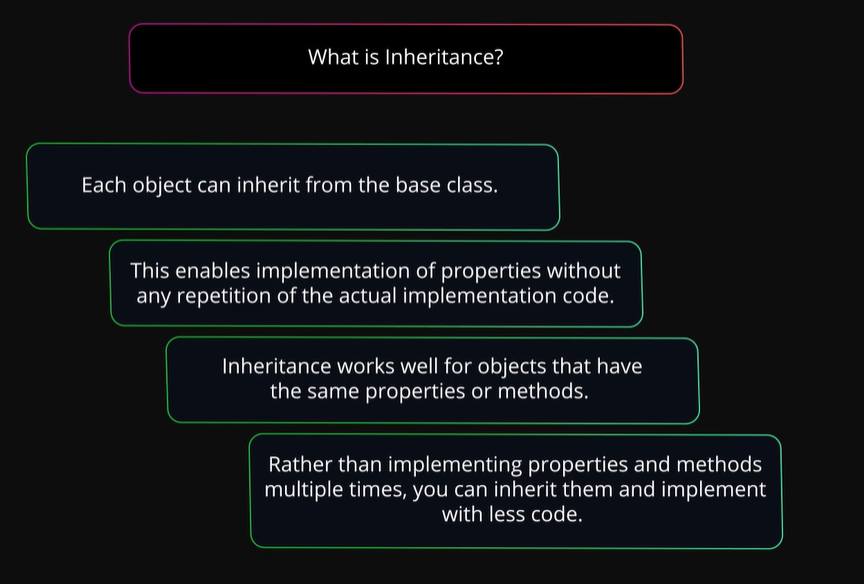 What is Inheritance?
Each object can inherit from the base class.
This enables implementation of properties without
any repetition of the actual implementation code.
Inheritance works well for objects that have
the same properties or methods.
Rather than implementing properties and methods
multiple times, you can inherit them and implement
with less code.